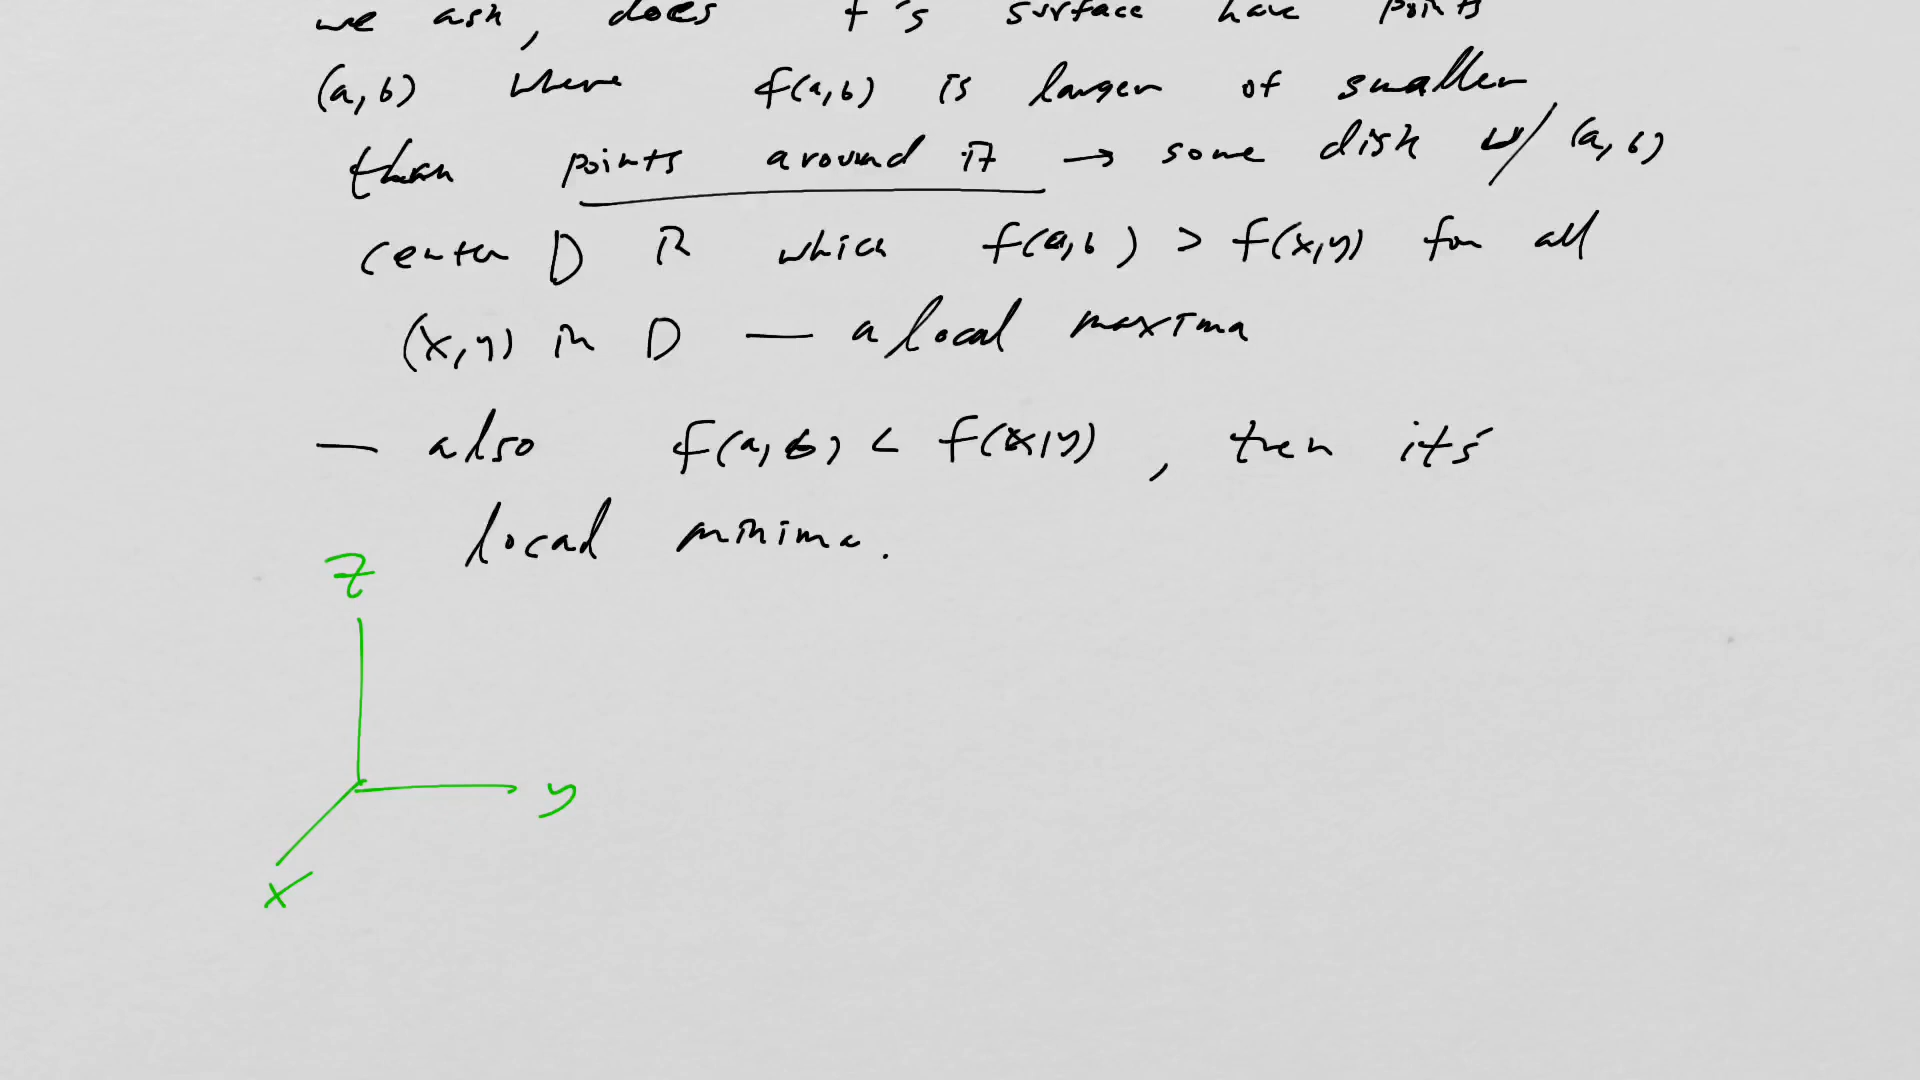 we ask, does f's surface have points
(a,b) where f(a,b) is larger of smaller
than points around it → some disk w/ (a,b)
center D R which f(a,b) > f(x,y) for all
(x,y) in D — a local maxima
— also f(a,b) < f(x,y), then its
local minima.
z
y
x